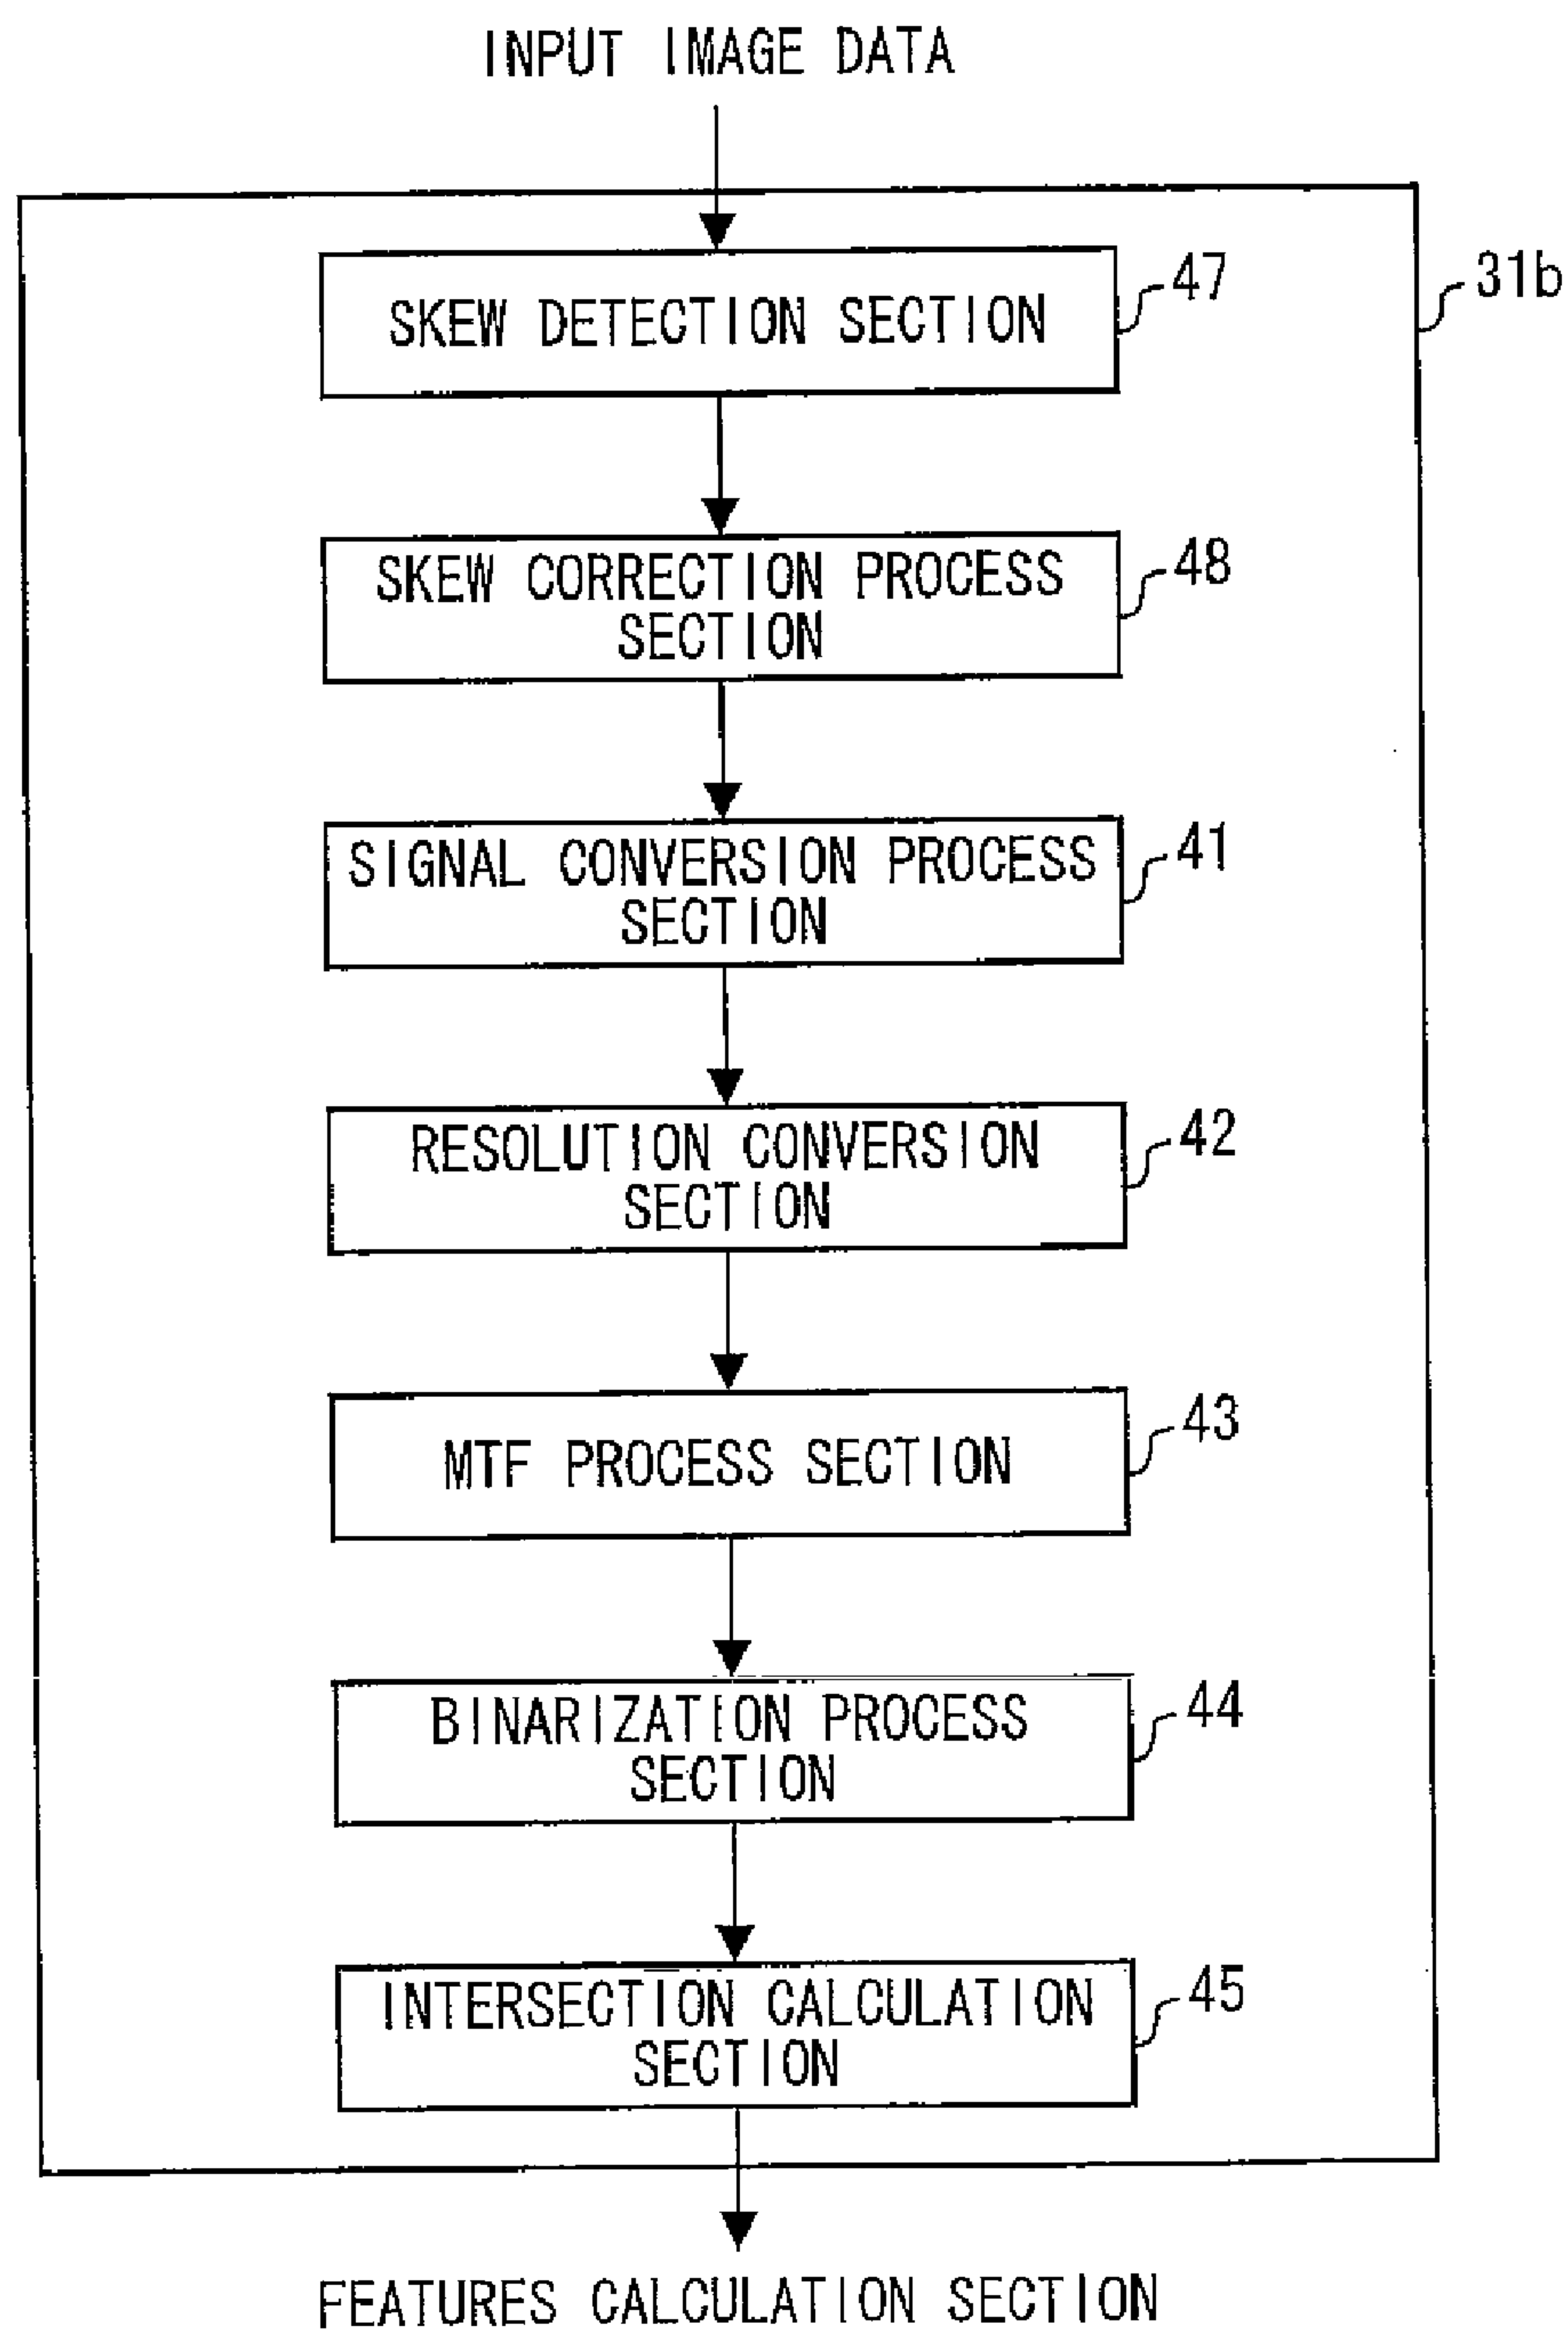 INPUT IMAGE DATA
31b
SKEW DETECTION SECTION
47
SKEW CORRECTION PROCESS
SECTION
48
SIGNAL CONVERSION PROCESS
SECTION
41
RESOLUTION CONVERSION
SECTION
42
MTF PROCESS SECTION
43
BINARIZATION PROCESS
SECTION
44
INTERSECTION CALCULATION
SECTION
45
FEATURES CALCULATION SECTION